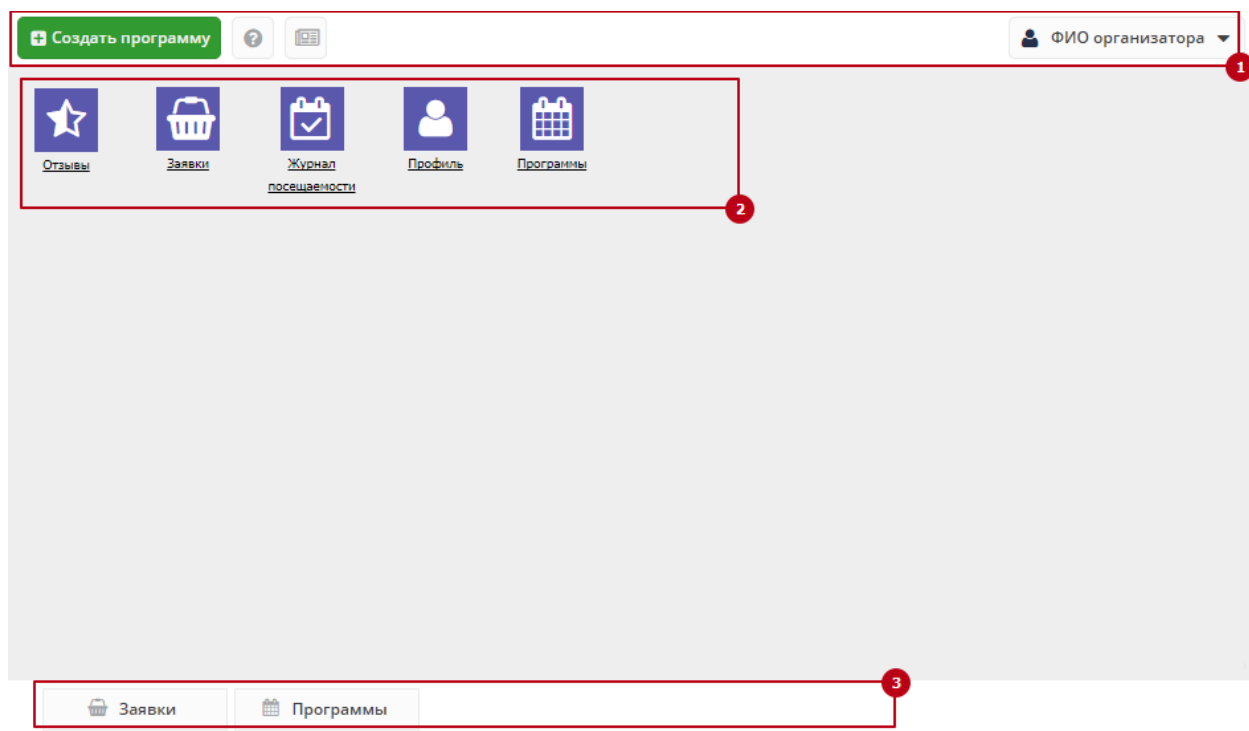 Создать программу
ФИО организатора
1
Отзывы
Заявки
Журнал
посещаемости
Профиль
Программы
2
3
Заявки
Программы